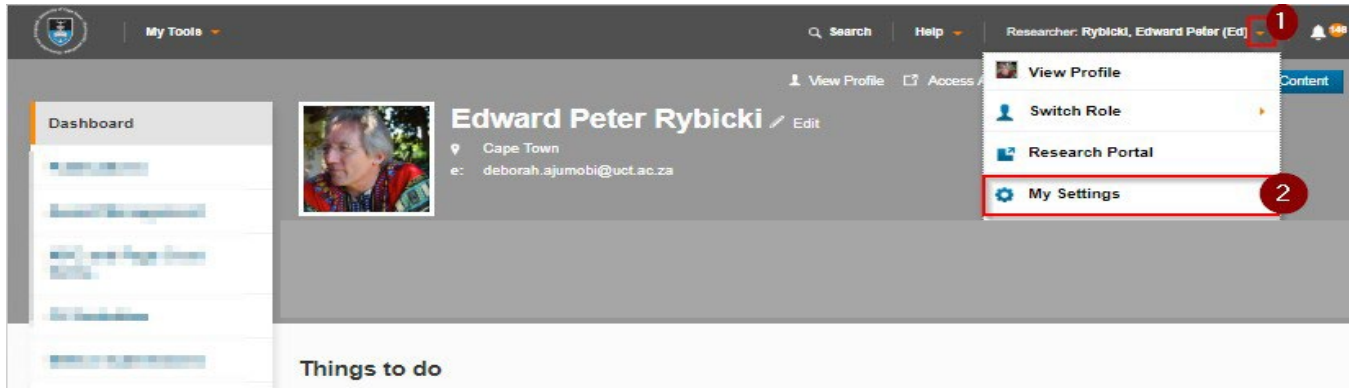 My Tools
Search
Help
Researcher: Rybicki, Edward Peter (Ed)
1
View Profile
Access A
Content
View Profile
Switch Role
Research Portal
My Settings
2
Dashboard
Edward Peter Rybicki
Edit
Cape Town
e: deborah.ajumobi@uct.ac.za
Things to do